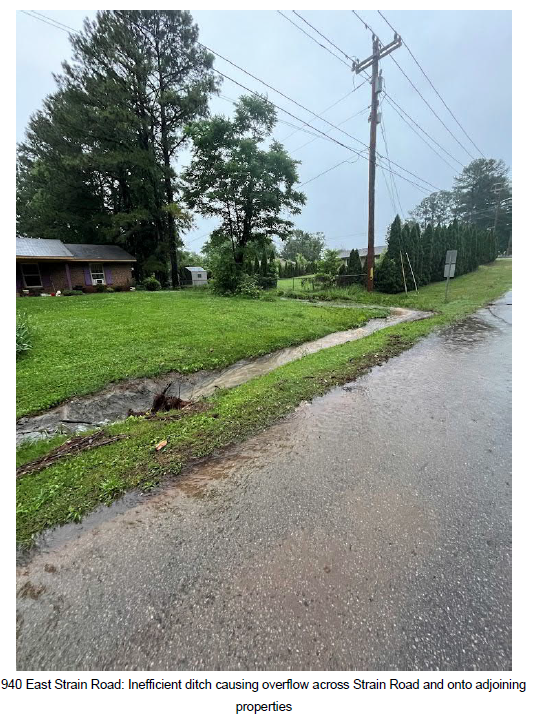 940 East Strain Road: Inefficient ditch causing overflow across Strain Road and onto adjoining
properties